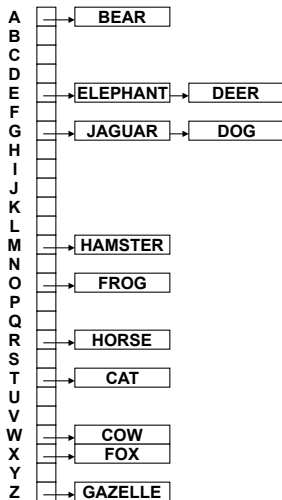 A BEAR
B
C
D
E ELEPHANT DEER
F
G JAGUAR DOG
H
I
J
K
L
M HAMSTER
N
O FROG
P
Q
R HORSE
S
T CAT
U
V
W COW
X FOX
Y
Z GAZELLE